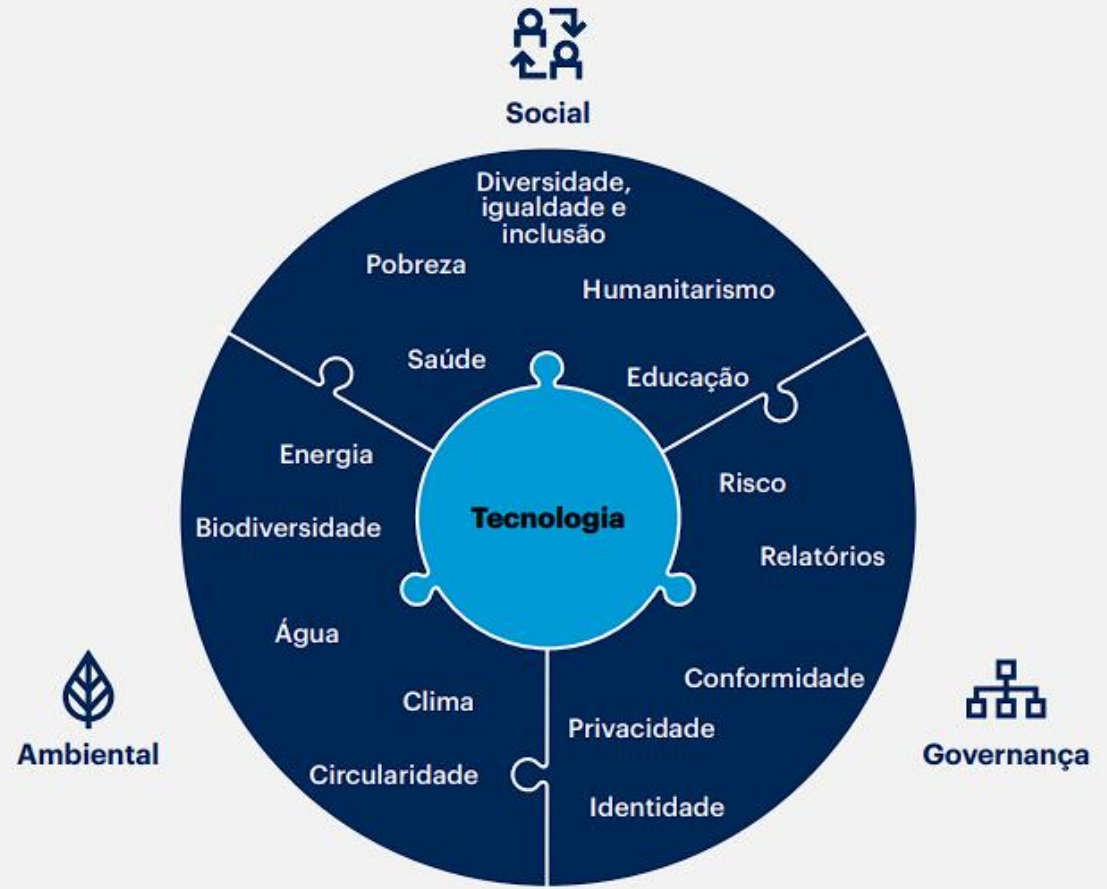 Social
Diversidade,
igualdade e
inclusão
Pobreza
Humanitarismo
Saúde
Educação
Energia
Risco
Biodiversidade
Tecnologia
Relatórios
Água
Conformidade
Clima
Privacidade
Ambiental
Governança
Circularidade
Identidade